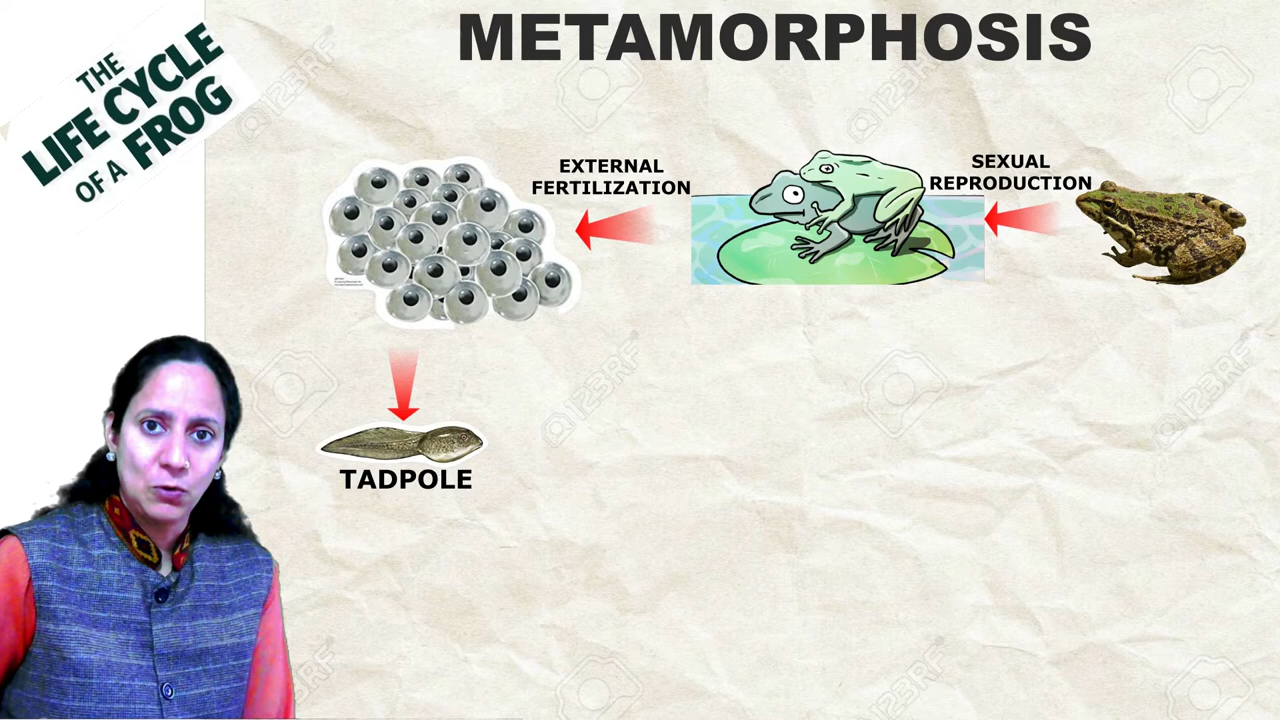 THE
LIFE CYCLE
OF A FROG
METAMORPHOSIS
EXTERNAL
FERTILIZATION
SEXUAL
REPRODUCTION
TADPOLE